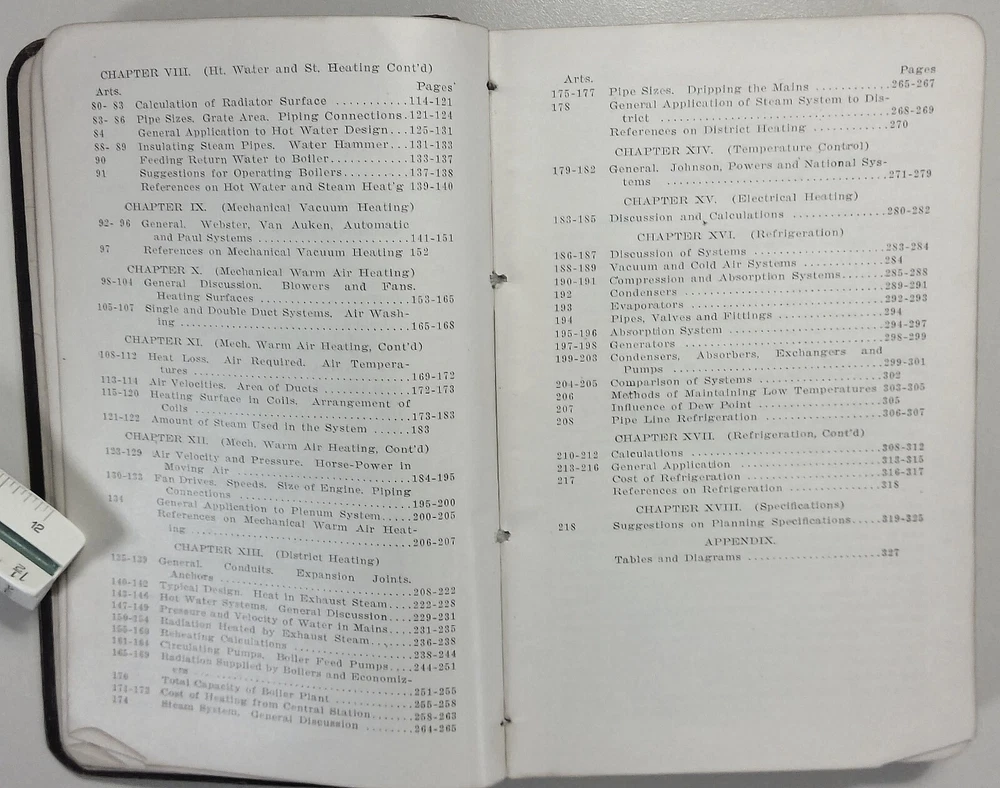 CHAPTER VIII. (Ht. Water and St. Heating Cont'd)
Arts. Pages
80- 83 Calculation of Radiator Surface ...........114-121
83- 86 Pipe Sizes. Grate Area. Piping Connections.121-124
84 General Application to Hot Water Design...125-131
88- 89 Insulating Steam Pipes. Water Hammer...131-133
90 Feeding Return Water to Boiler............133-137
91 Suggestions for Operating Boilers..........137-138
References on Hot Water and Steam Heat'g 139-140
CHAPTER IX. (Mechanical Vacuum Heating)
92- 96 General. Webster, Van Auken, Automatic
and Paul Systems .......................141-151
97 References on Mechanical Vacuum Heating 152
CHAPTER X. (Mechanical Warm Air Heating)
98-104 General Discussion. Blowers and Fans.
Heating Surfaces .......................153-165
105-107 Single and Double Duct Systems. Air Wash-
ing ....................................165-168
CHAPTER XI. (Mech. Warm Air Heating, Cont'd)
108-112 Heat Loss. Air Required. Air Tempera-
tures ..................................169-172
113-114 Air Velocities. Area of Ducts ..............172-173
115-120 Heating Surface in Coils. Arrangement of
Coils ..................................173-183
121-122 Amount of Steam Used in the System ......183
CHAPTER XII. (Mech. Warm Air Heating, Cont'd)
123-129 Air Velocity and Pressure. Horse-Power in
Moving Air .............................184-195
130-133 Fan Drives. Speeds. Size of Engine. Piping
Connections ............................195-200
134 General Application to Plenum System.....200-205
References on Mechanical Warm Air Heat-
ing ....................................206-207
CHAPTER XIII. (District Heating)
135-139 General. Conduits. Expansion Joints.
Anchors ................................208-222
140-142 Typical Design. Heat in Exhaust Steam....222-228
143-146 Hot Water Systems. General Discussion....229-231
147-149 Pressure and Velocity of Water in Mains....231-235
150-154 Radiation Heated by Exhaust Steam.......236-238
155-160 Reheating Calculations ....................238-244
161-164 Circulating Pumps. Boiler Feed Pumps....244-251
165-169 Radiation Supplied by Boilers and Economiz-
ers ....................................251-255
170 Total Capacity of Boiler Plant ............255-258
171-173 Cost of Heating from Central Station.......258-263
174 Steam System. General Discussion ........264-265
Arts. Pages
175-177 Pipe Sizes. Dripping the Mains ............265-267
178 General Application of Steam System to Dis-
trict ...................................268-269
References on District Heating ............270
CHAPTER XIV. (Temperature Control)
179-182 General. Johnson, Powers and National Sys-
tems ...................................271-279
CHAPTER XV. (Electrical Heating)
183-185 Discussion and Calculations ..............280-282
CHAPTER XVI. (Refrigeration)
186-187 Discussion of Systems ....................283-284
188-189 Vacuum and Cold Air Systems ............284
190-191 Compression and Absorption Systems.......285-288
192 Condensers ...............................289-291
193 Evaporators ..............................292-293
194 Pipes, Valves and Fittings ................294
195-196 Absorption System ........................294-297
197-198 Generators ...............................298-299
199-203 Condensers, Absorbers, Exchangers and
Pumps ..................................299-301
204-205 Comparison of Systems ...................302
206 Methods of Maintaining Low Temperatures 303-305
207 Influence of Dew Point ...................305
208 Pipe Line Refrigeration ...................306-307
CHAPTER XVII. (Refrigeration, Cont'd)
210-212 Calculations ..............................308-312
213-216 General Application ......................313-315
217 Cost of Refrigeration .....................316-317
References on Refrigeration ..............318
CHAPTER XVIII. (Specifications)
218 Suggestions on Planning Specifications.....319-325
APPENDIX.
Tables and Diagrams .....................327
12